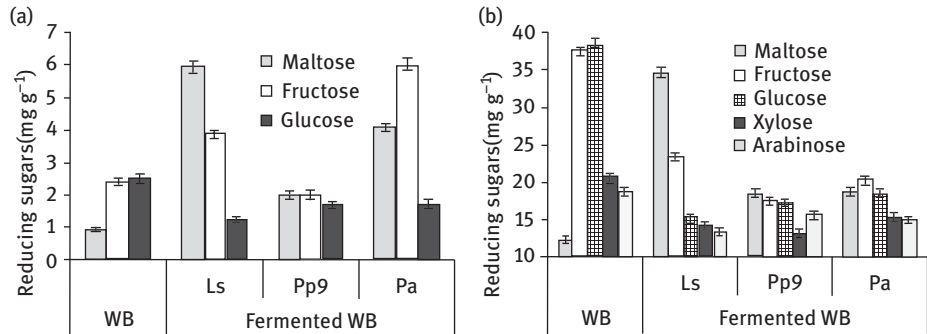 (a)
Reducing sugars(mg g⁻¹)
7
6
5
4
3
2
1
0
Maltose
Fructose
Glucose
Ls Pp9 Pa
WB Fermented WB
(b)
Reducing sugars(mg g⁻¹)
40
35
30
25
20
15
10
Maltose
Fructose
Glucose
Xylose
Arabinose
Ls Pp9 Pa
WB Fermented WB